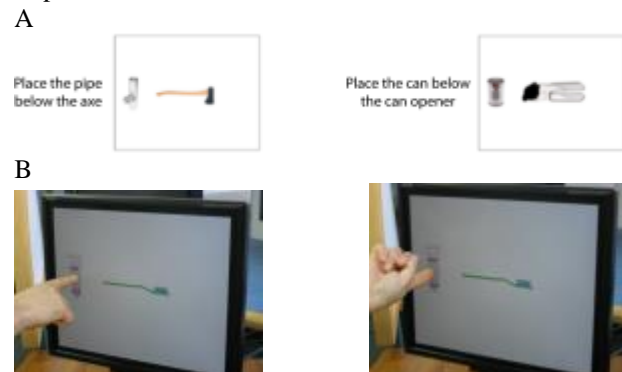 A
Place the pipe
below the axe
Place the can below
the can opener
B